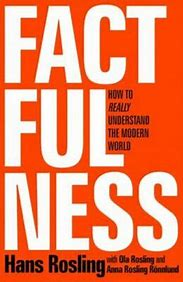 FACT
FUL
NESS
HOW TO
REALLY
UNDERSTAND
THE MODERN
WORLD
Hans Rosling
with Ola Rosling and
Anna Rosling Rönnlund